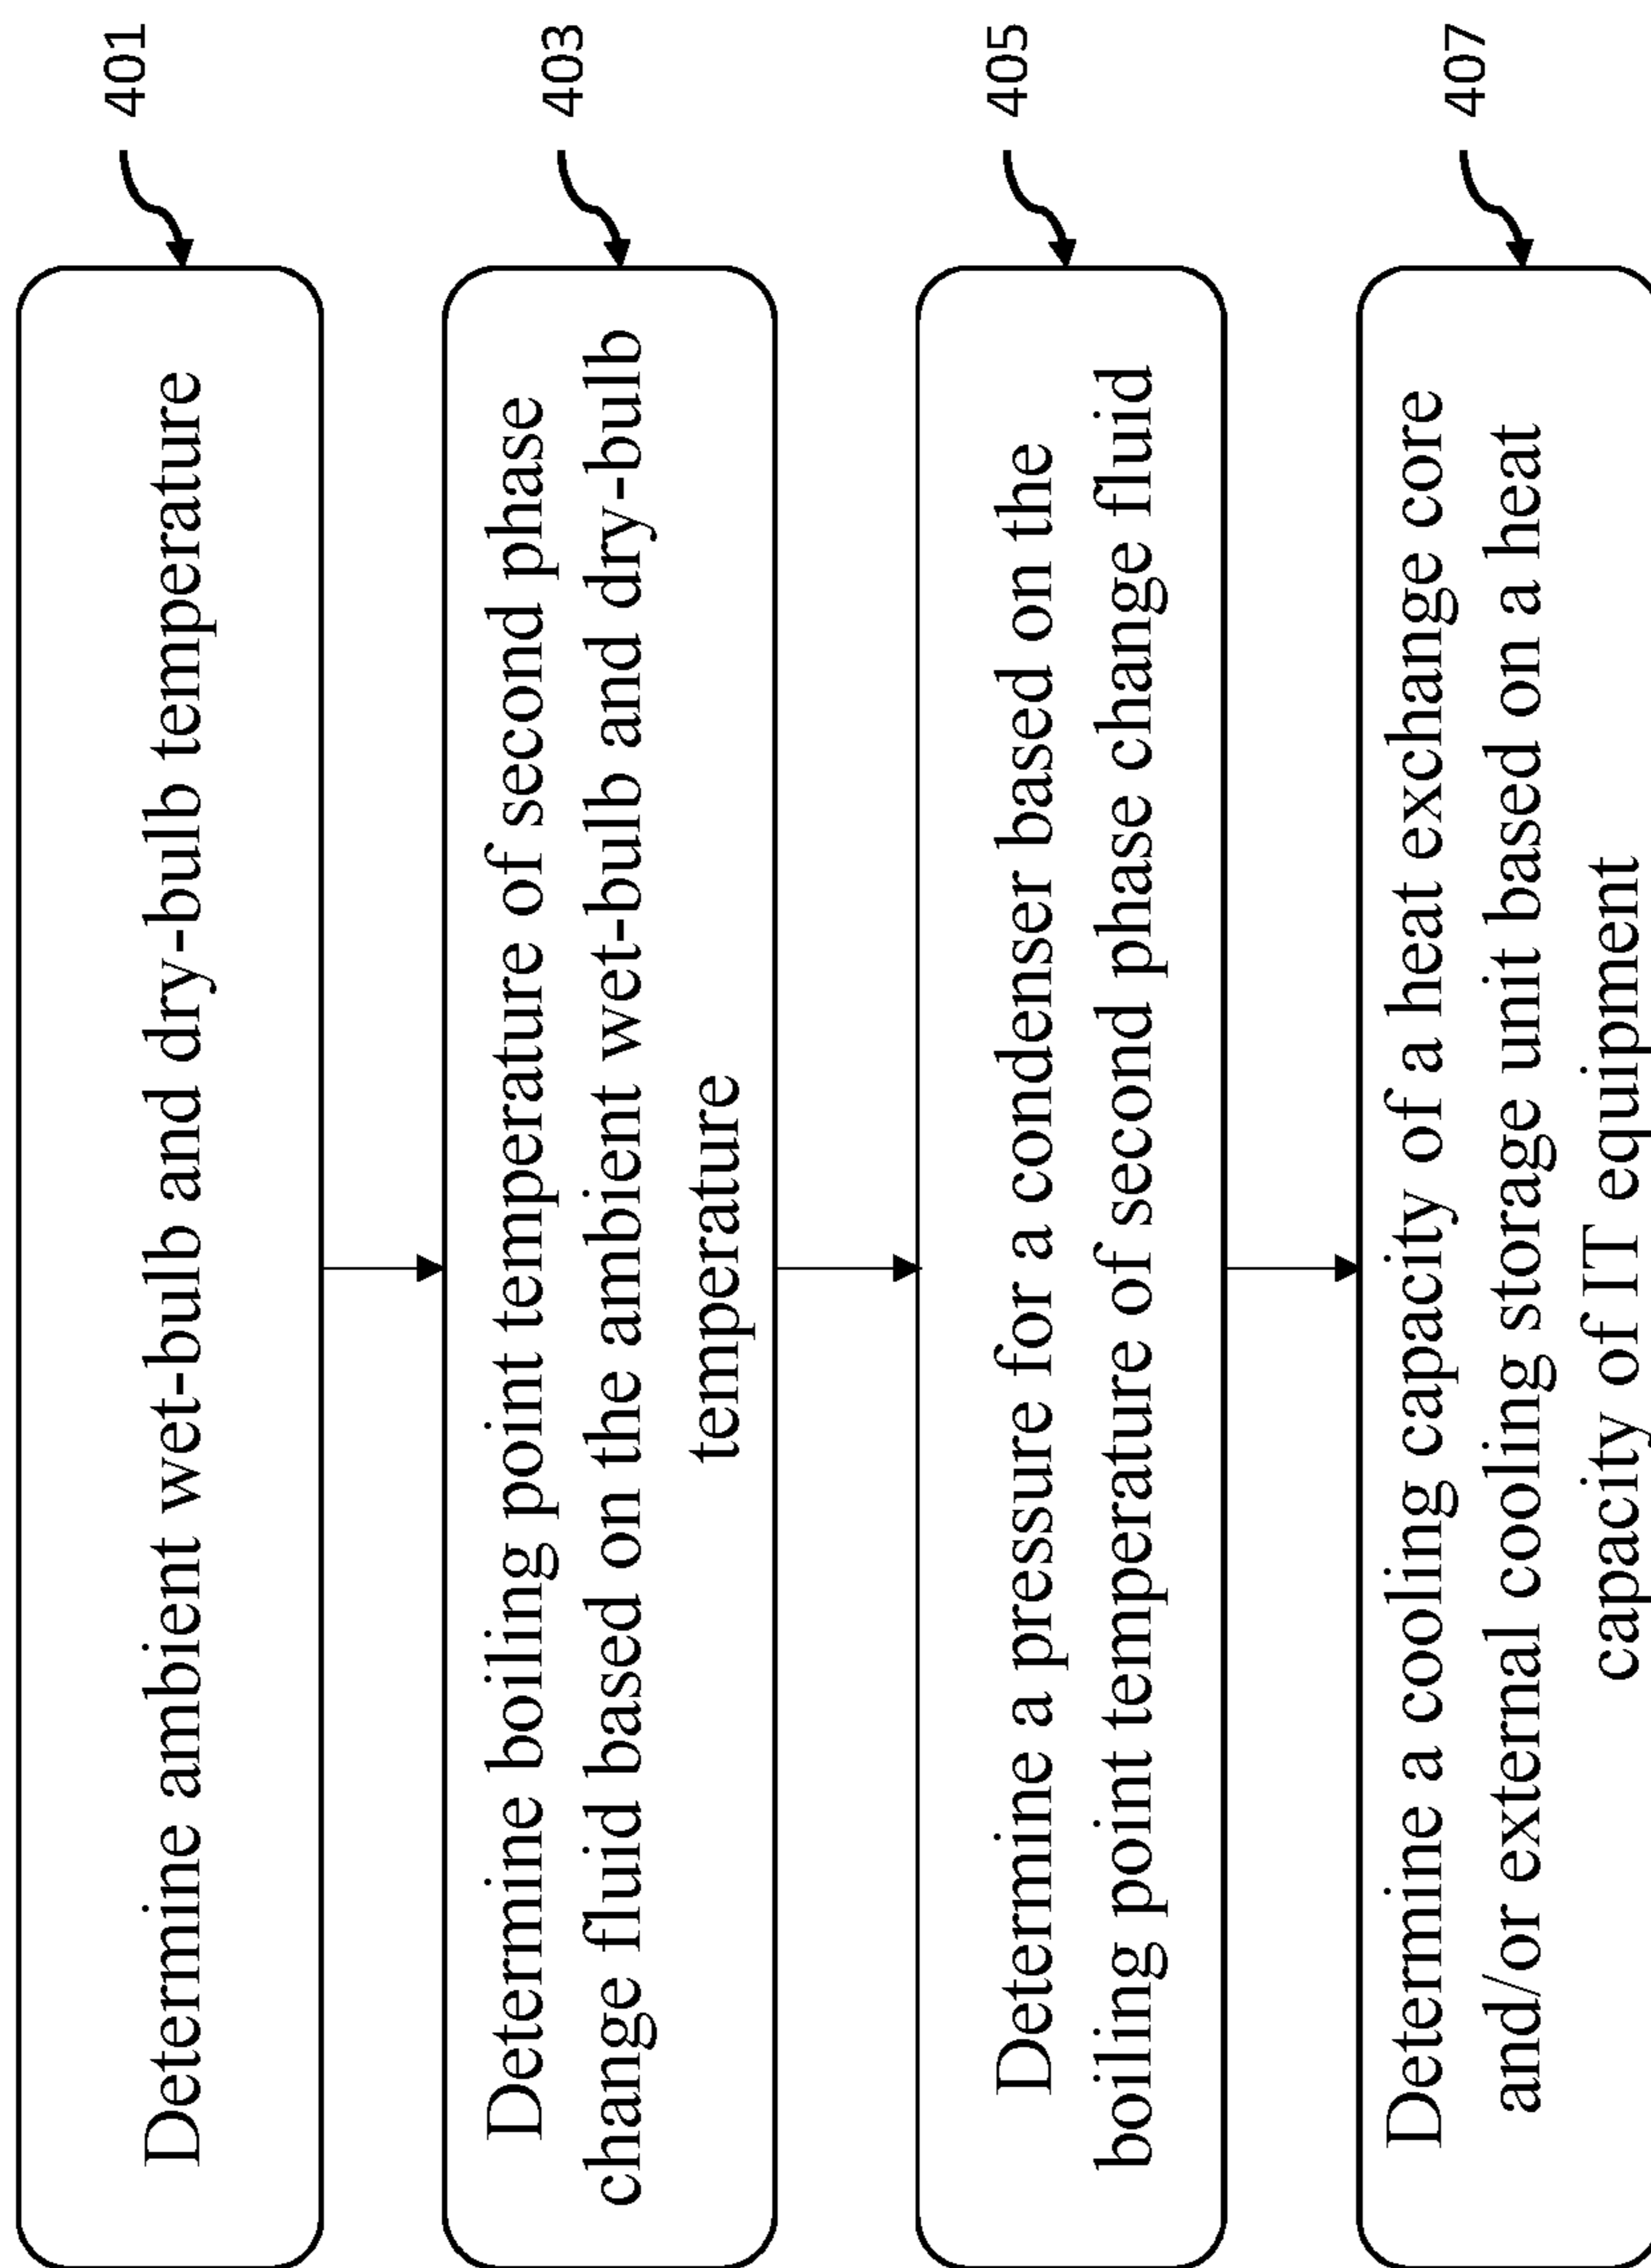 Determine ambient wet-bulb and dry-bulb temperature
401
Determine boiling point temperature of second phase
change fluid based on the ambient wet-bulb and dry-bulb
temperature
403
Determine a pressure for a condenser based on the
boiling point temperature of second phase change fluid
405
Determine a cooling capacity of a heat exchange core
and/or external cooling storage unit based on a heat
capacity of IT equipment
407